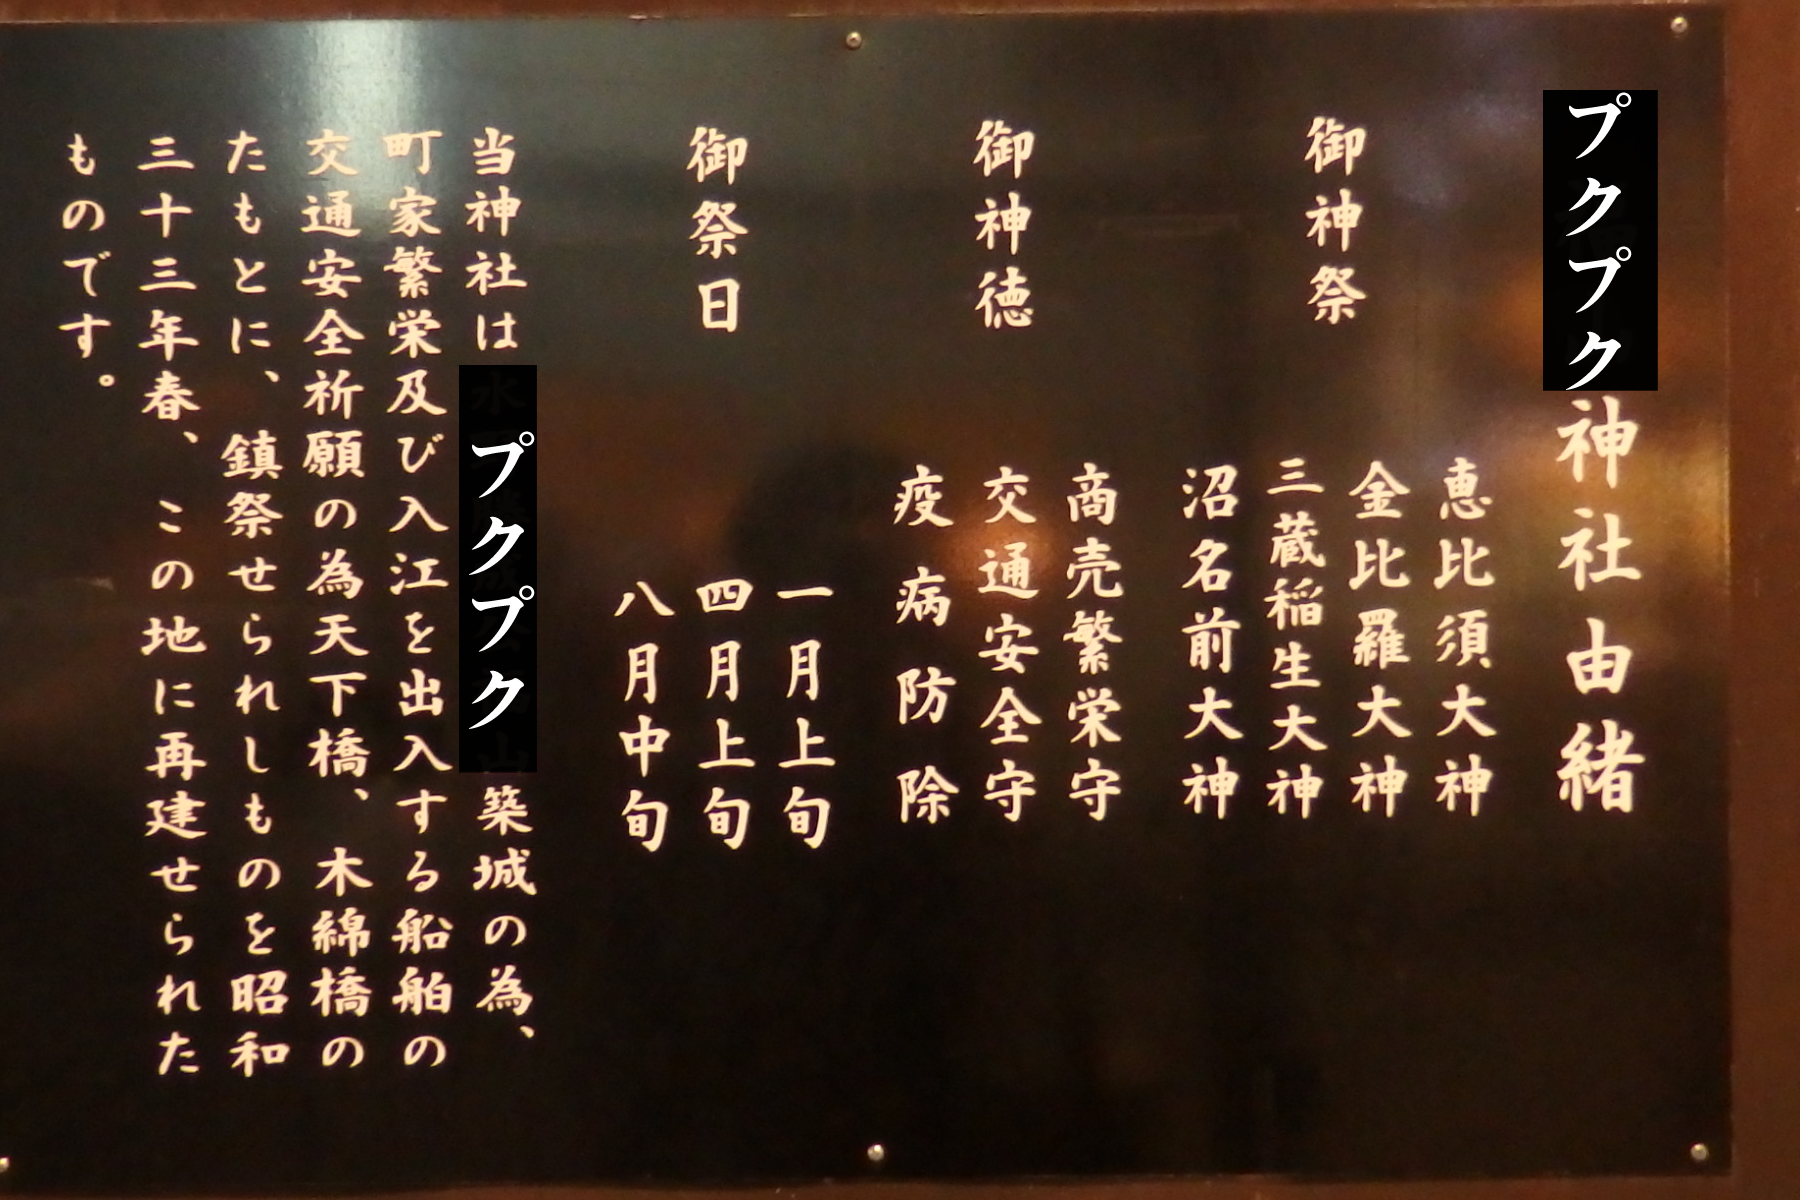 プクプク神社由緒
御神祭
恵比須大神
金比羅大神
三蔵稲生大神
沼名前大神
御神徳
商売繁栄守
交通安全守
疫病防除
御祭日
一月上旬
四月上旬
八月中旬
当神社はプクプク築城の為、
町家繁栄及び入江を出入する船舶の
交通安全祈願の為天下橋、木綿橋の
たもとに、鎮祭せられしものを昭和
三十三年春、この地に再建せられた
ものです。